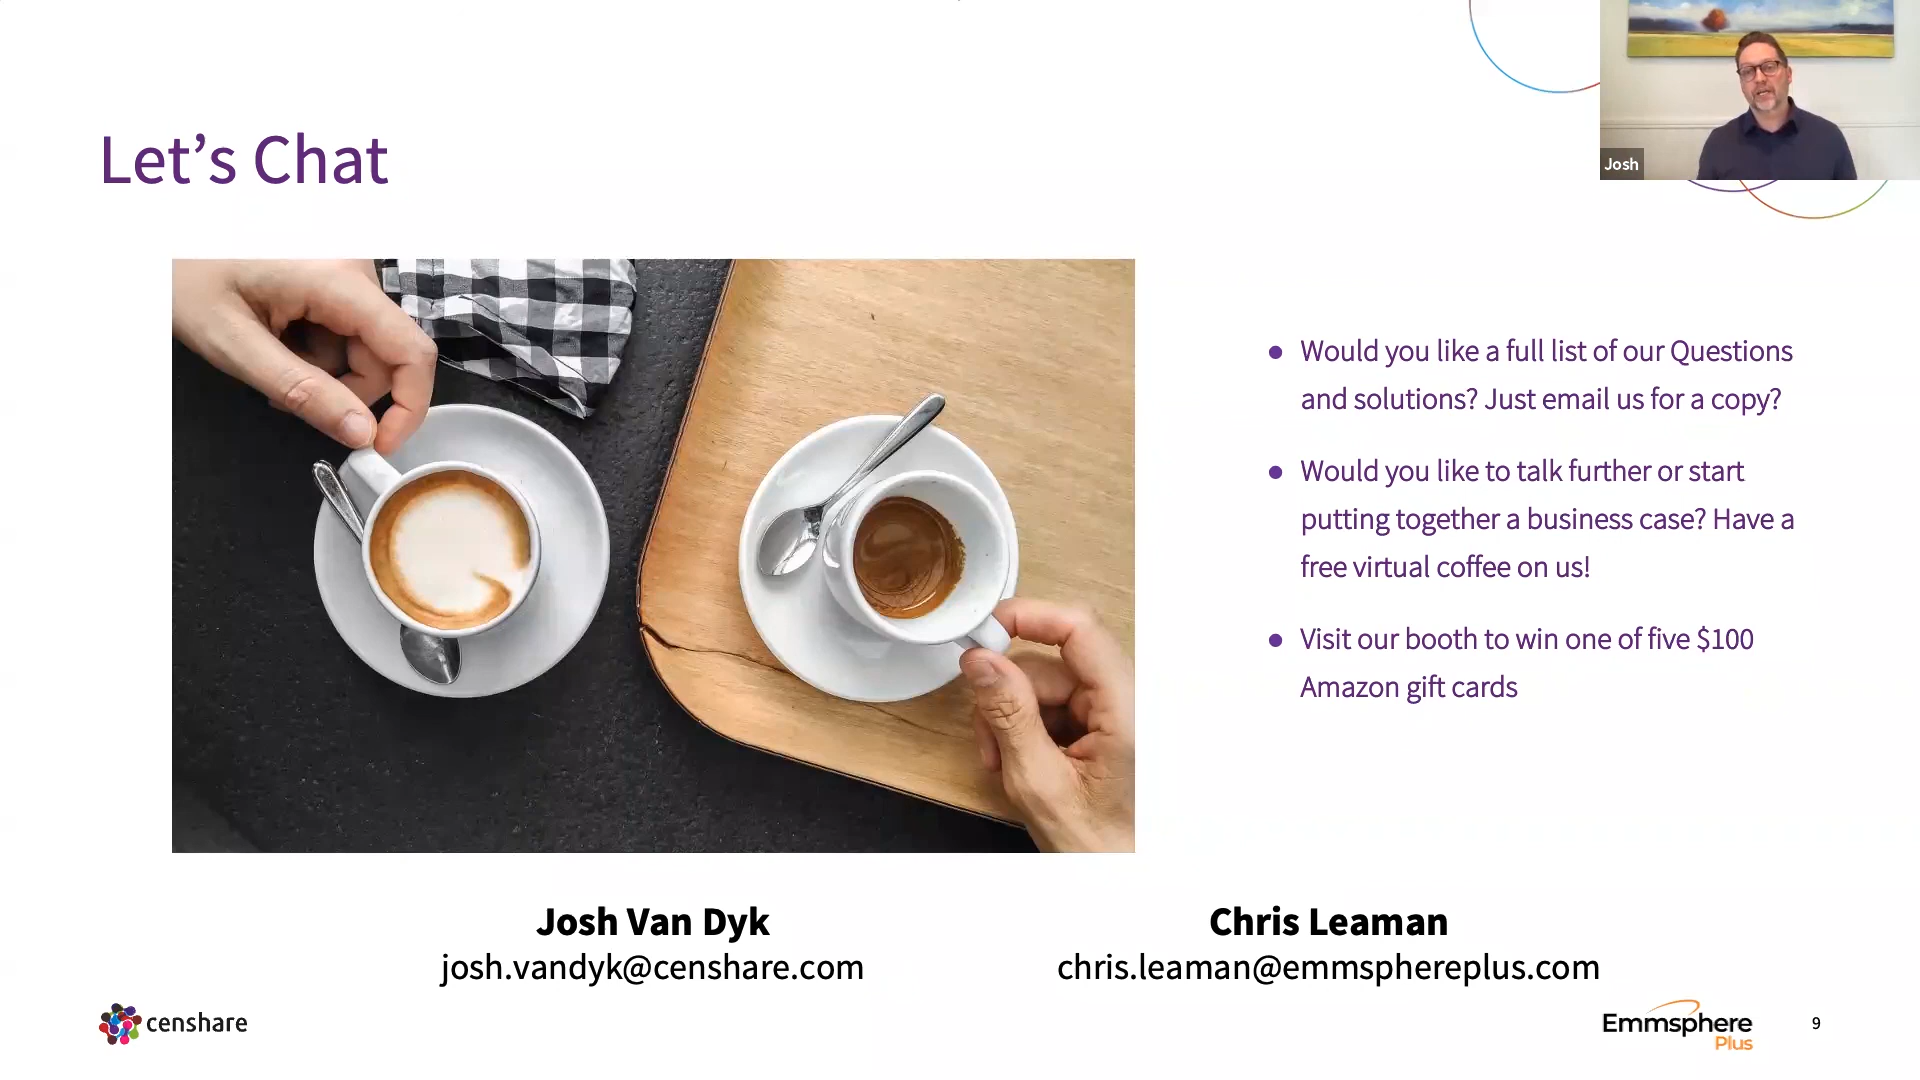 Josh
Let's Chat
● Would you like a full list of our Questions
and solutions? Just email us for a copy?
● Would you like to talk further or start
putting together a business case? Have a
free virtual coffee on us!
● Visit our booth to win one of five $100
Amazon gift cards
Josh Van Dyk
josh.vandyk@censhare.com
Chris Leaman
chris.leaman@emmsphereplus.com
censhare
Emmsphere
Plus
9